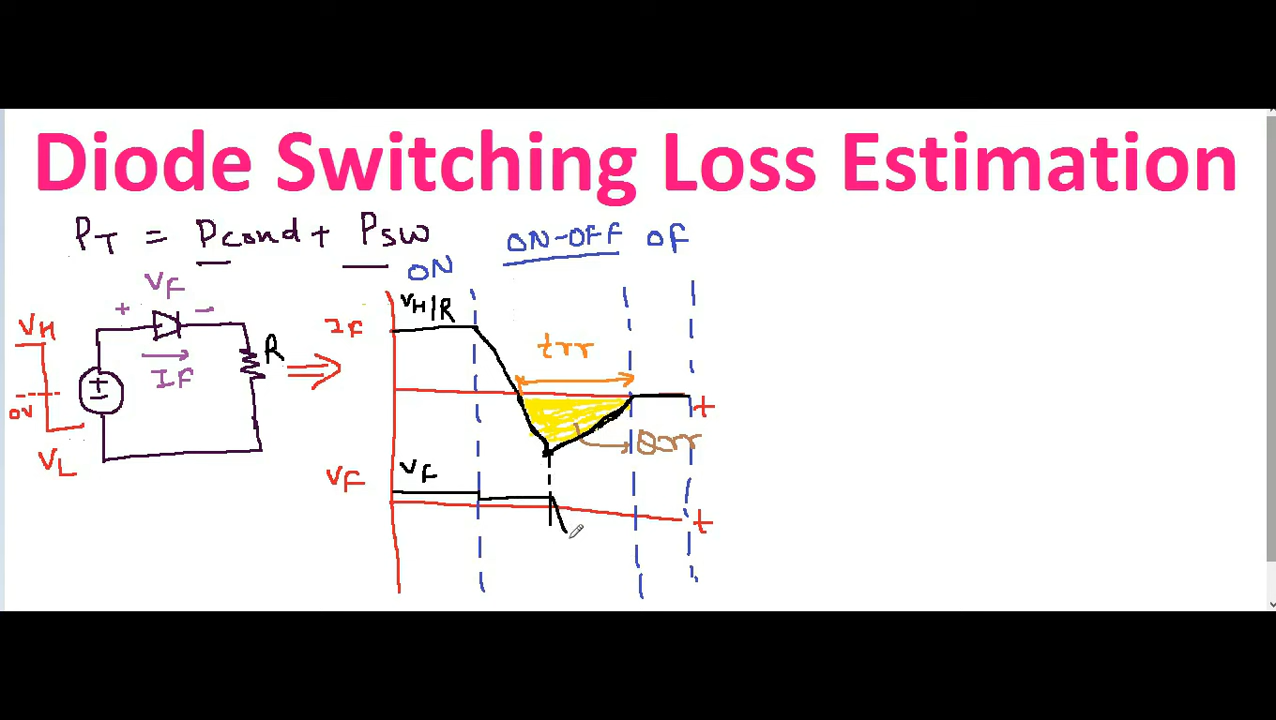 Diode Switching Loss Estimation
PT = Pcond + Psw
ON-OFF OF
ON
VF
+ -
VH
VH/R
IF
R
trr
IF
0V
t
VL
Qrr
VF
VF
t